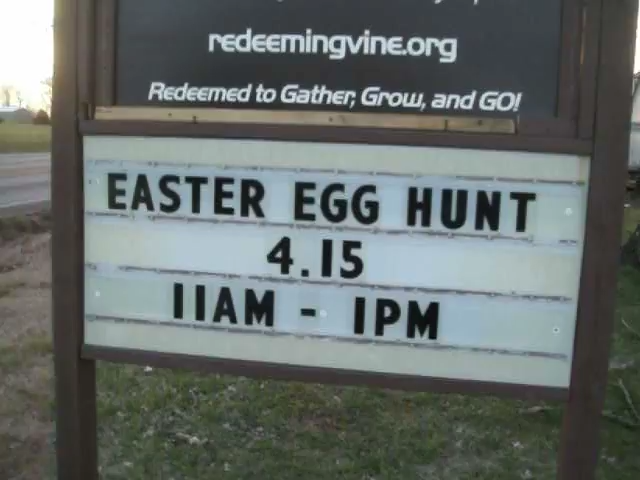 redeemingvine.org
Redeemed to Gather, Grow, and GO!
EASTER EGG HUNT
4.15
11AM - 1PM